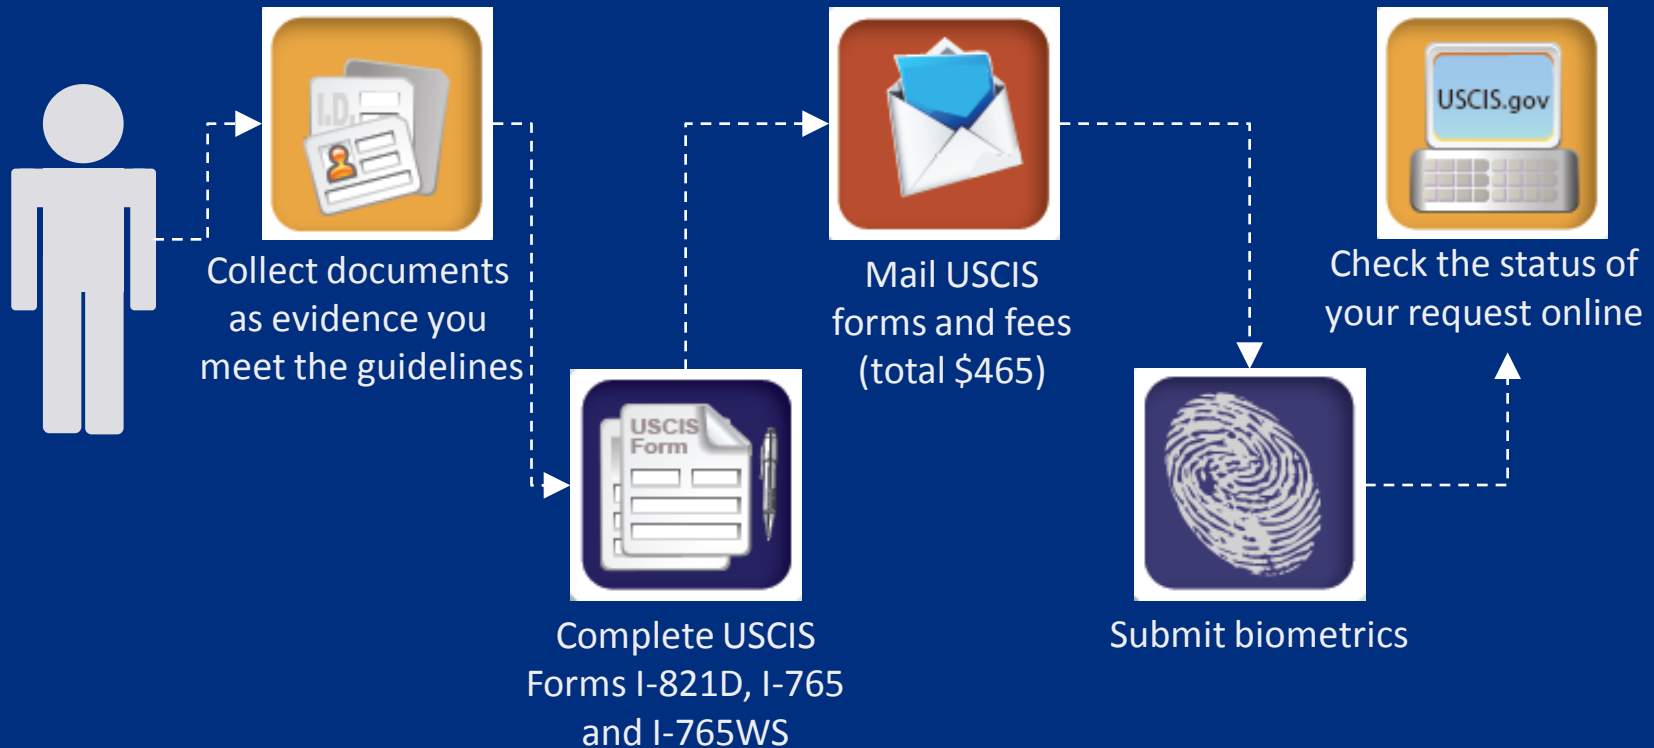 I.D.
Collect documents
as evidence you
meet the guidelines
USCIS
Form
Complete USCIS
Forms I-821D, I-765
and I-765WS
Mail USCIS
forms and fees
(total $465)
Submit biometrics
USCIS.gov
Check the status of
your request online